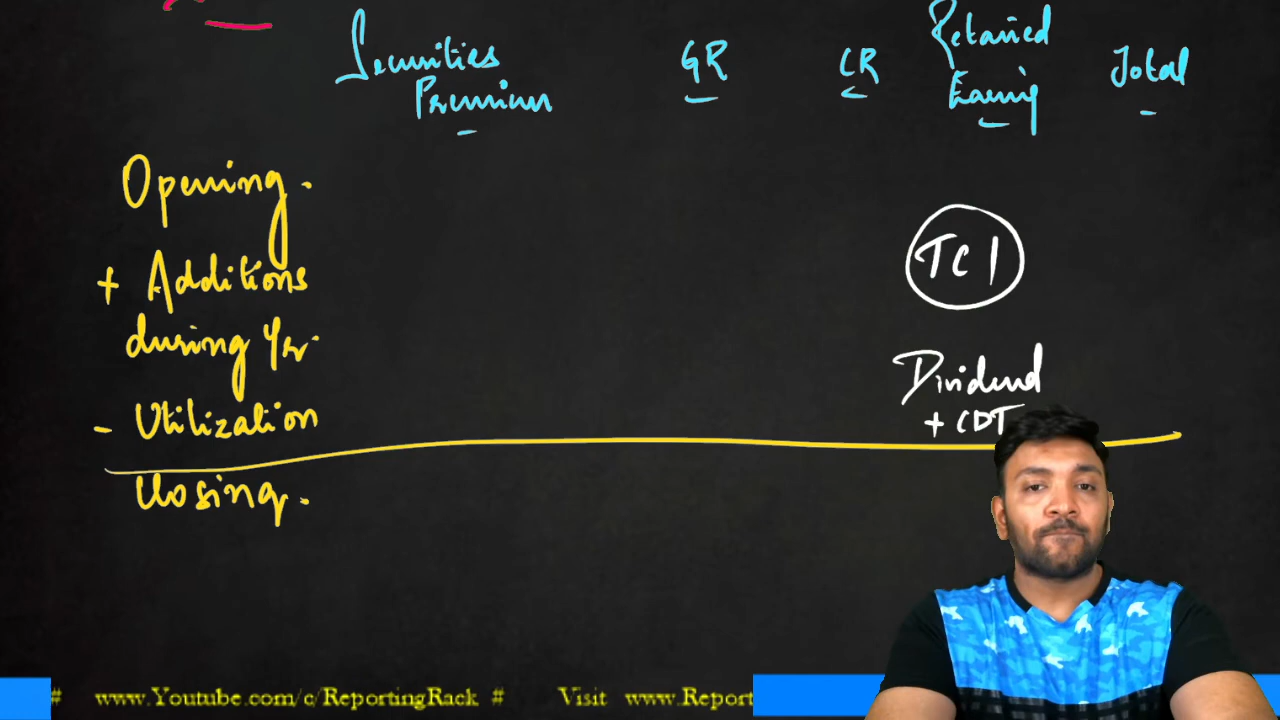 Securities
Premium
GR
CR
Retained
Earning
Total
Opening.
+ Additions
during Yr.
- Utilization
Closing.
TCI
Dividend
+ CDT
# www.Youtube.com/c/ReportingRack # Visit www.Report